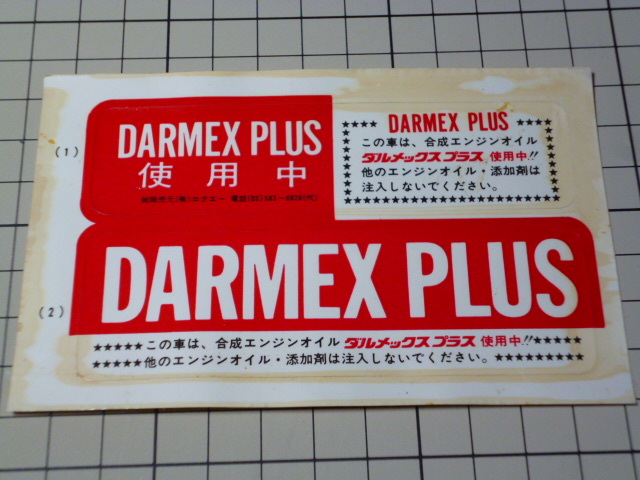 (1)
DARMEX PLUS
使用中
DARMEX PLUS
この車は、合成エンジンオイル
ダルメックスプラス 使用中!!
他のエンジンオイル・添加剤は
注入しないでください。
(2)
DARMEX PLUS
★★★★★この車は、合成エンジンオイル ダルメックスプラス 使用中!!★★★★★
★★★★★他のエンジンオイル・添加剤は注入しないでください。★★★★★★★★★